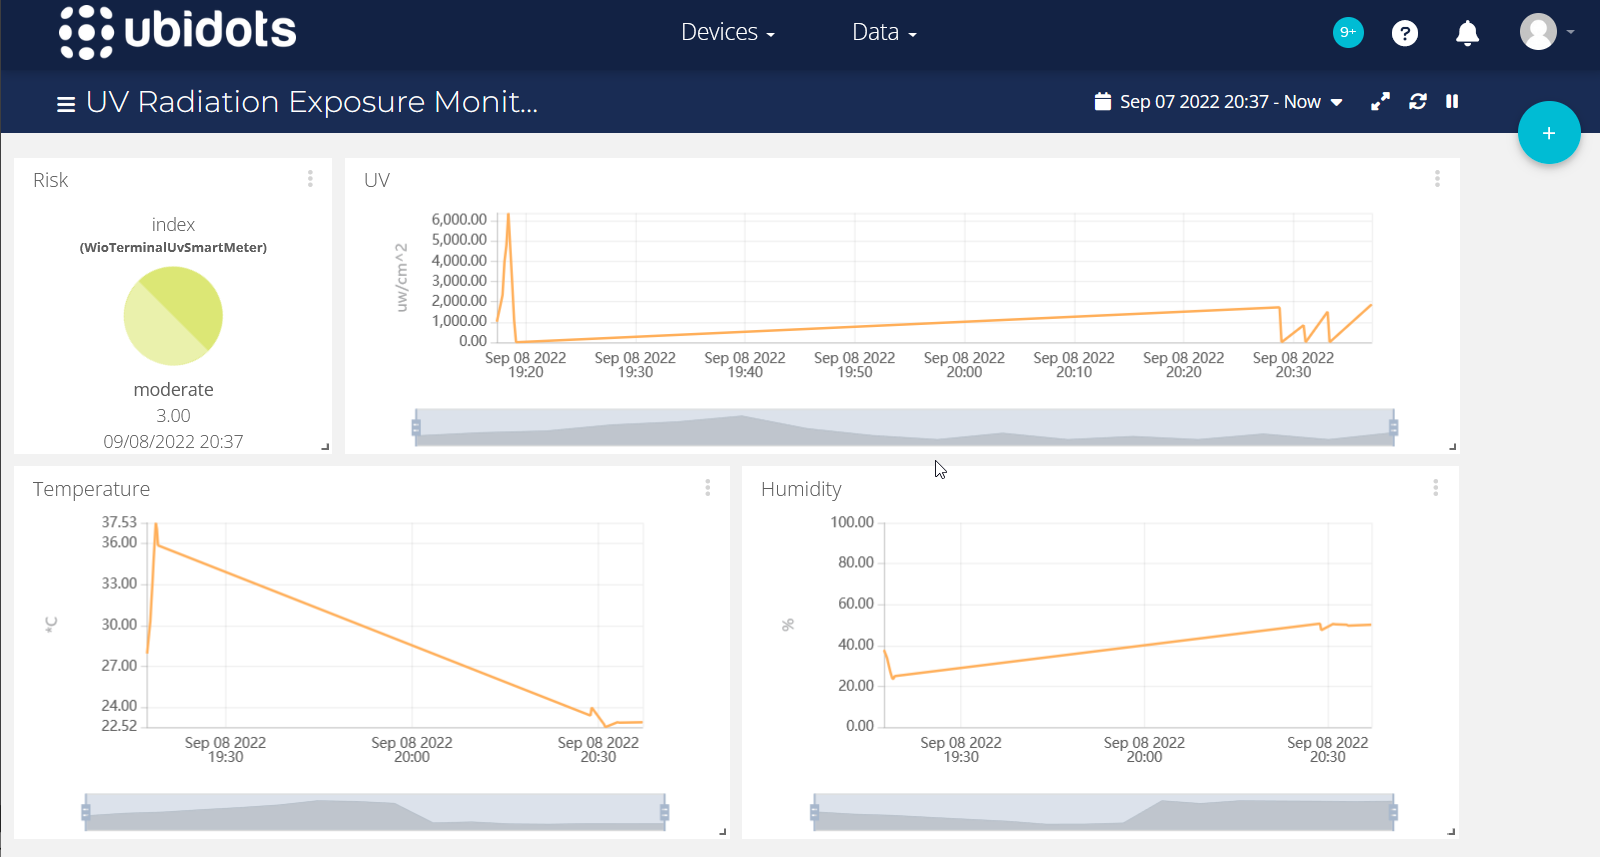 ubidots
Devices
Data
9+
?
UV Radiation Exposure Monit...
Sep 07 2022 20:37 - Now
+
Risk
index
(WioTerminalUvSmartMeter)
moderate
3.00
09/08/2022 20:37
UV
uw/cm^2
6,000.00
5,000.00
4,000.00
3,000.00
2,000.00
1,000.00
0.00
Sep 08 2022 Sep 08 2022 Sep 08 2022 Sep 08 2022 Sep 08 2022 Sep 08 2022 Sep 08 2022 Sep 08 2022
19:20 19:30 19:40 19:50 20:00 20:10 20:20 20:30
Temperature
*C
37.53
36.00
33.00
30.00
27.00
24.00
22.52
Sep 08 2022 Sep 08 2022 Sep 08 2022
19:30 20:00 20:30
Humidity
%
100.00
80.00
60.00
40.00
20.00
0.00
Sep 08 2022 Sep 08 2022 Sep 08 2022
19:30 20:00 20:30